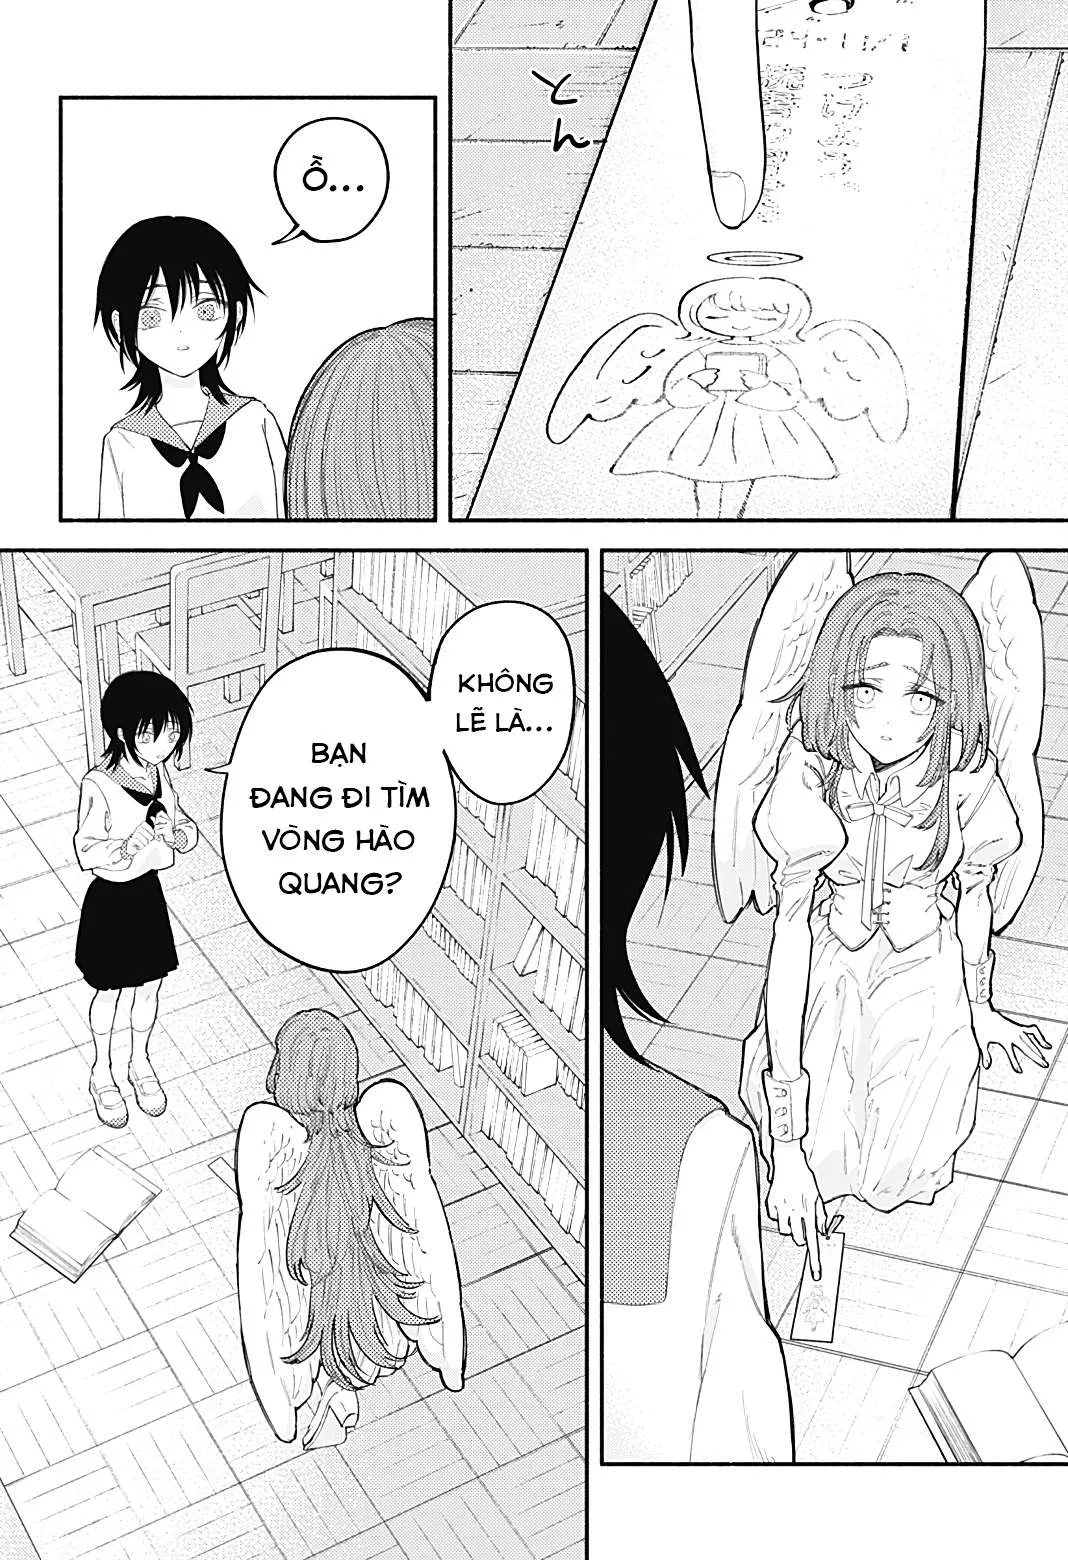 とん
Ồ...
KHÔNG
LẼ LÀ...
BẠN
ĐANG ĐI TÌM
VÒNG HÀO
QUANG?